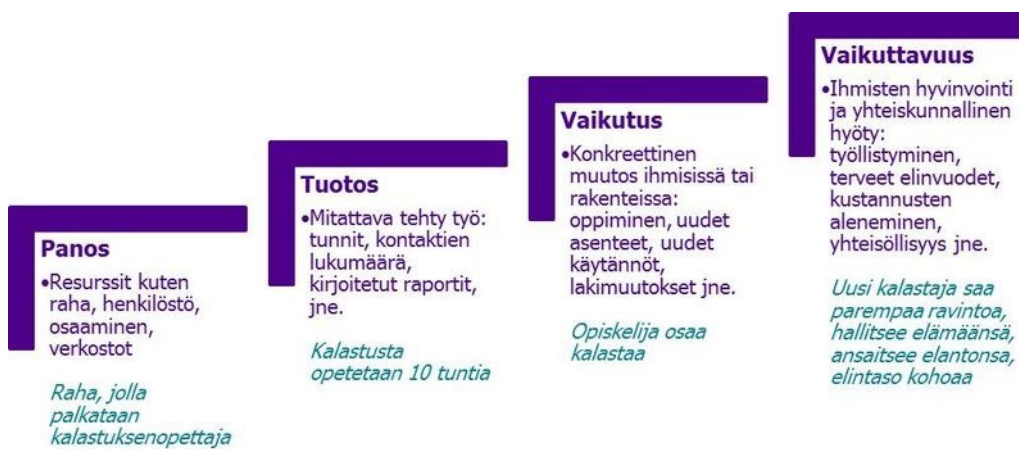 Panos
•Resurssit kuten
raha, henkilöstö,
osaaminen,
verkostot
Raha, jolla
palkataan
kalastuksenopettaja
Tuotos
•Mitattava tehty työ:
tunnit, kontaktien
lukumäärä,
kirjoitetut raportit,
jne.
Kalastusta
opetetaan 10 tuntia
Vaikutus
•Konkreettinen
muutos ihmisissä tai
rakenteissa:
oppiminen, uudet
asenteet, uudet
käytännöt,
lakimuutokset jne.
Opiskelija osaa
kalastaa
Vaikuttavuus
•Ihmisten hyvinvointi
ja yhteiskunnallinen
hyöty:
työllistyminen,
terveet elinvuodet,
kustannusten
aleneminen,
yhteisöllisyys jne.
Uusi kalastaja saa
parempaa ravintoa,
hallitsee elämäänsä,
ansaitsee elantonsa,
elintaso kohoaa